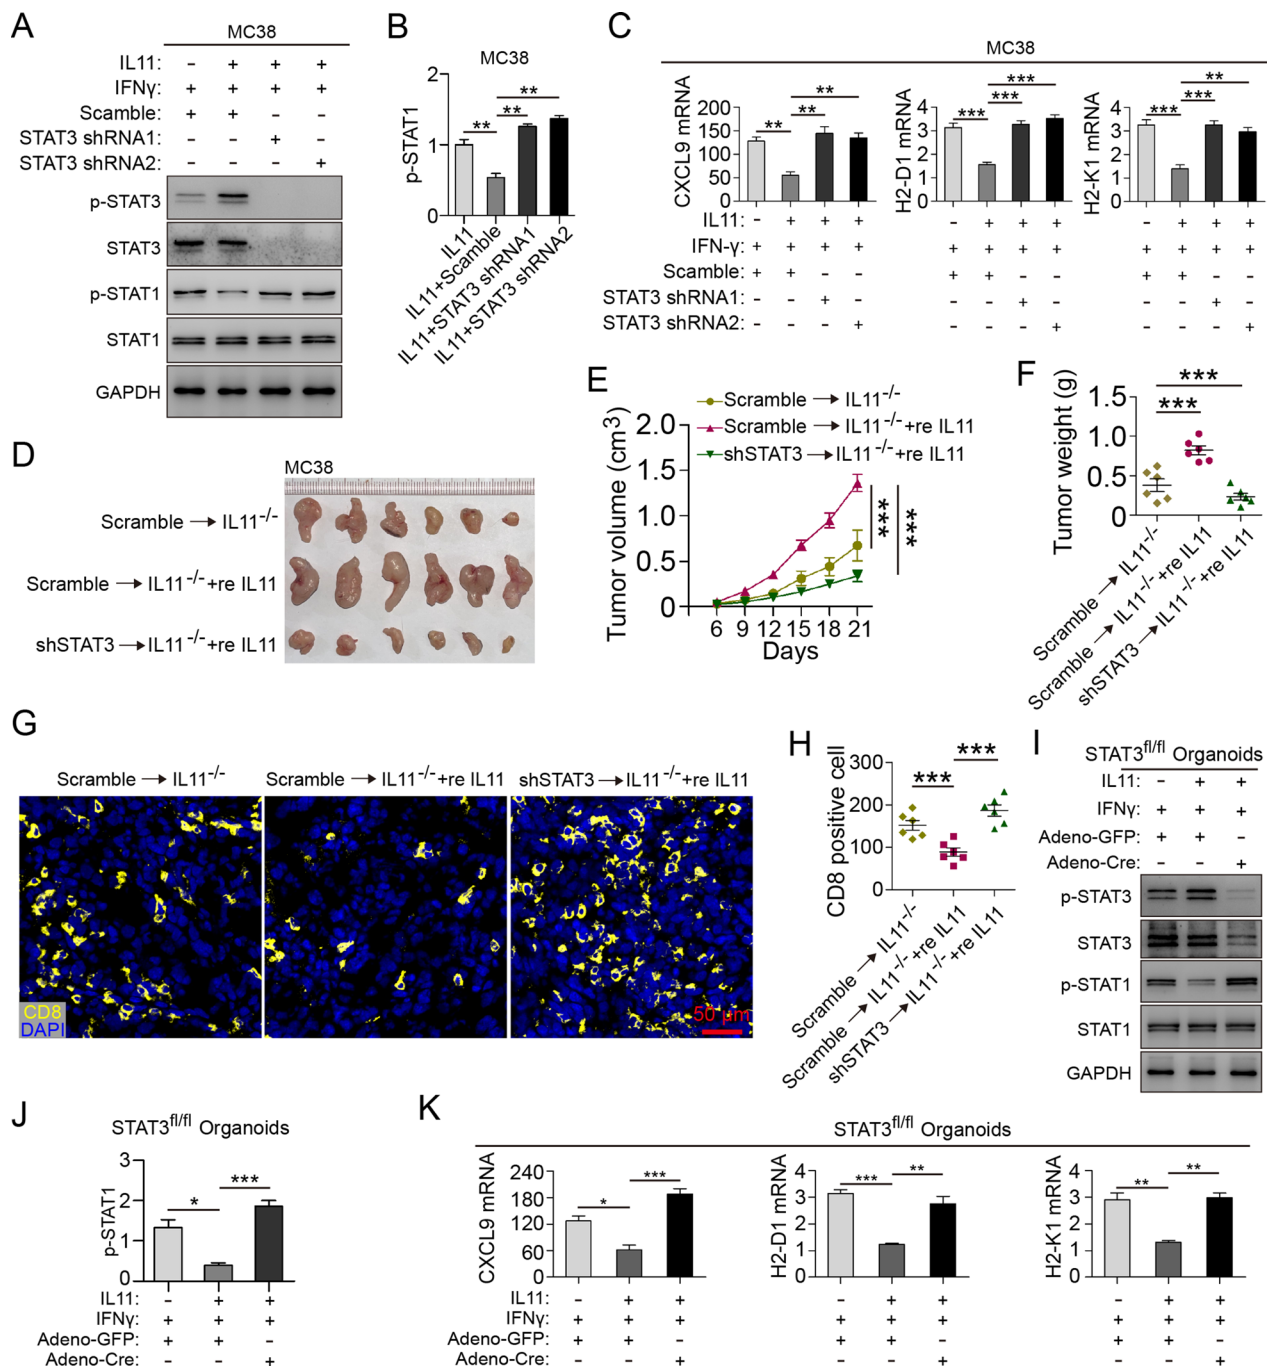 A
MC38
IL11: - + + +
IFNγ: + + + +
Scamble: + + - -
STAT3 shRNA1: - - + -
STAT3 shRNA2: - - - +
p-STAT3
STAT3
p-STAT1
STAT1
GAPDH
B
MC38
p-STAT1
2
1
0
** ** **
IL11
IL11+Scamble
IL11+STAT3 shRNA1
IL11+STAT3 shRNA2
C
MC38
CXCL9 mRNA
200
150
100
50
0
** ** **
H2-D1 mRNA
4
3
2
1
0
*** *** ***
H2-K1 mRNA
4
3
2
1
0
*** *** **
IL11: - + + + - + + + - + + +
IFN-γ: + + + + + + + + + + + +
Scamble: + + - - + + - - + + - -
STAT3 shRNA1: - - + - - - + - - - + -
STAT3 shRNA2: - - - + - - - + - - - +
D
MC38
Scramble → IL11-/-
Scramble → IL11-/-+re IL11
shSTAT3 → IL11-/-+re IL11
E
Scramble → IL11-/-
Scramble → IL11-/-+re IL11
shSTAT3 → IL11-/-+re IL11
Tumor volume (cm3)
2.0
1.5
1.0
0.5
0
6 9 12 15 18 21
Days
*** ***
F
Tumor weight (g)
1.5
1.0
0.5
0
***
***
Scramble → IL11-/-
Scramble → IL11-/-+re IL11
shSTAT3 → IL11-/-+re IL11
G
Scramble → IL11-/-
Scramble → IL11-/-+re IL11
shSTAT3 → IL11-/-+re IL11
CD8
DAPI
50 μm
H
CD8 positive cell
300
200
100
0
*** ***
Scramble → IL11-/-
Scramble → IL11-/-+re IL11
shSTAT3 → IL11-/-+re IL11
I
STAT3fl/fl Organoids
IL11: - + +
IFNγ: + + +
Adeno-GFP: + + -
Adeno-Cre: - - +
p-STAT3
STAT3
p-STAT1
STAT1
GAPDH
J
STAT3fl/fl Organoids
p-STAT1
3
2
1
0
* ***
IL11: - + +
IFNγ: + + +
Adeno-GFP: + + -
Adeno-Cre: - - +
K
STAT3fl/fl Organoids
CXCL9 mRNA
240
180
120
60
0
* ***
H2-D1 mRNA
4
3
2
1
0
*** **
H2-K1 mRNA
4
3
2
1
0
** **
IL11: - + + - + + - + +
IFNγ: + + + + + + + + +
Adeno-GFP: + + - + + - + + -
Adeno-Cre: - - + - - + - - +